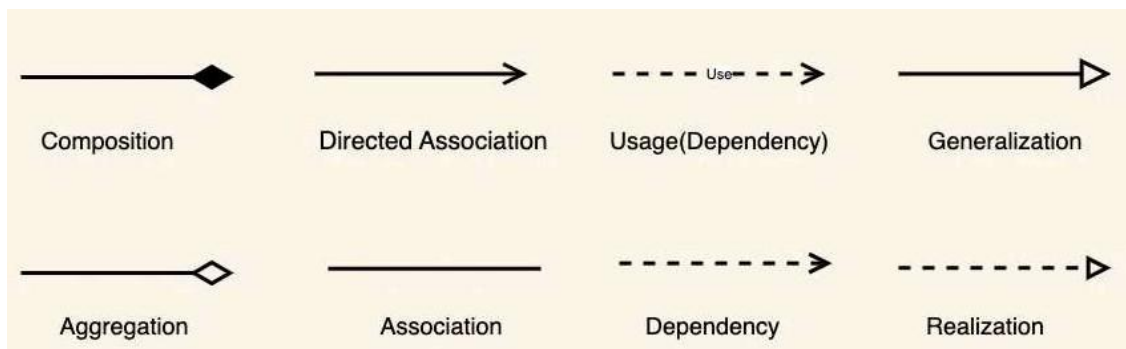 Use
Composition
Directed Association
Usage(Dependency)
Generalization
Aggregation
Association
Dependency
Realization